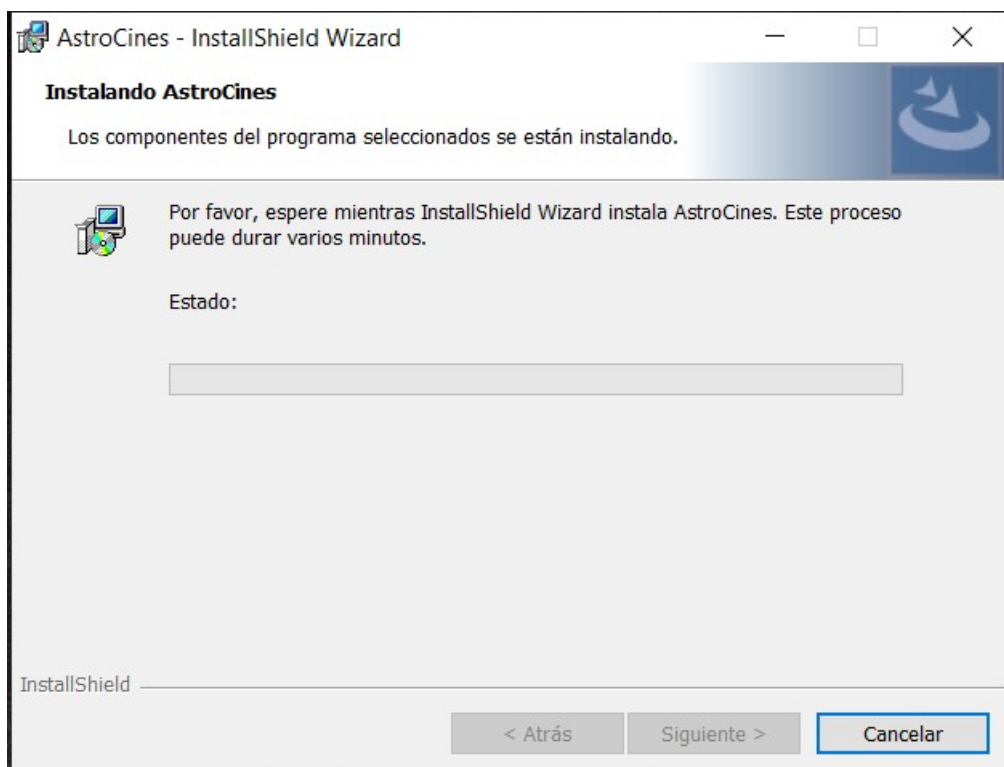 AstroCines - InstallShield Wizard
Instalando AstroCines
Los componentes del programa seleccionados se están instalando.
Por favor, espere mientras InstallShield Wizard instala AstroCines. Este proceso
puede durar varios minutos.
Estado:
InstallShield
< Atrás
Siguiente >
Cancelar